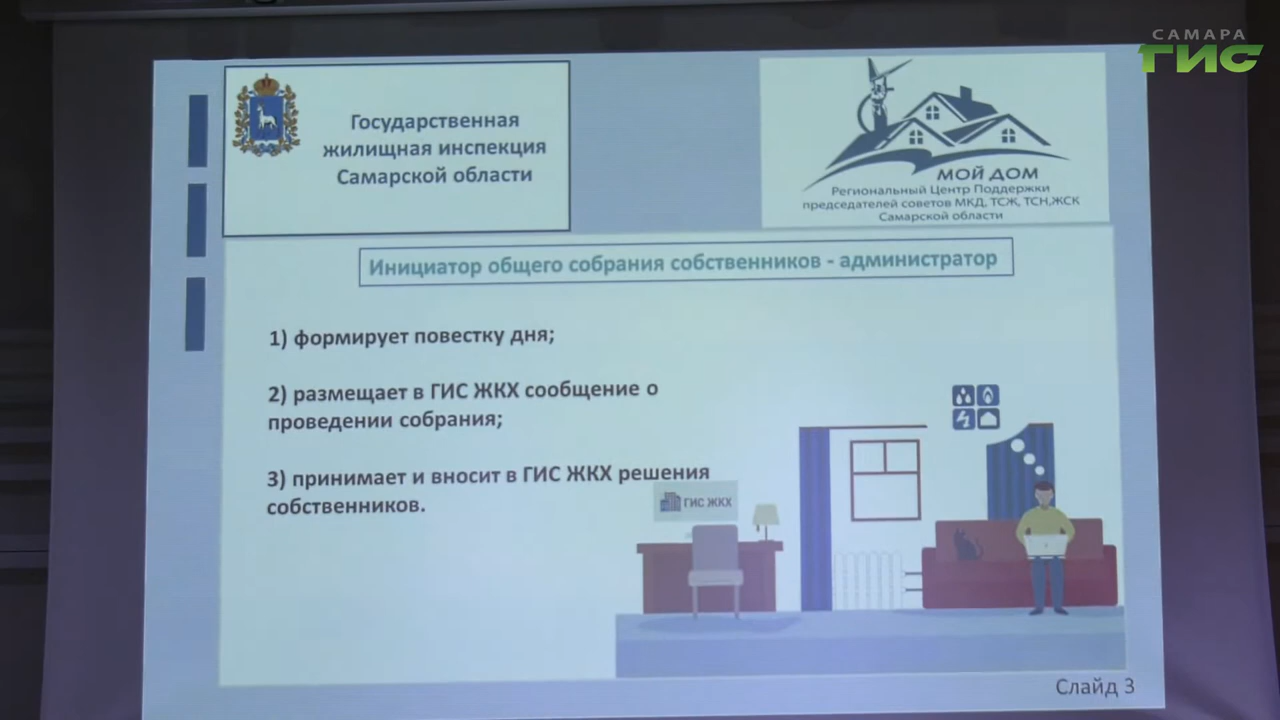 САМАРА
ГИС
Государственная
жилищная инспекция
Самарской области
МОЙ ДОМ
Региональный Центр Поддержки
председателей советов МКД, ТСЖ, ТСН,ЖСК
Самарской области
Инициатор общего собрания собственников - администратор
1) формирует повестку дня;
2) размещает в ГИС ЖКХ сообщение о
проведении собрания;
3) принимает и вносит в ГИС ЖКХ решения
собственников.
ГИС ЖКХ
Слайд 3